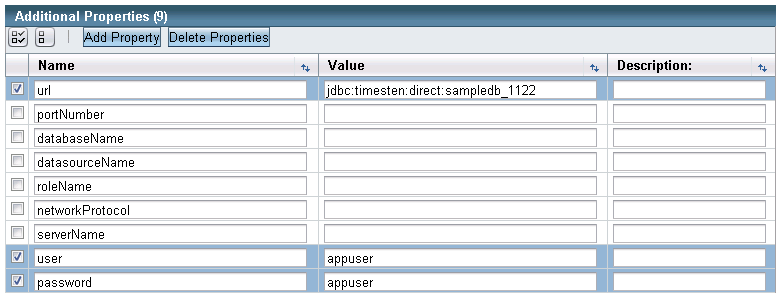 Additional Properties (9)
Add Property Delete Properties
Name Value Description:
url jdbc:timesten:direct:sampledb_1122
portNumber
databaseName
datasourceName
roleName
networkProtocol
serverName
user appuser
password appuser